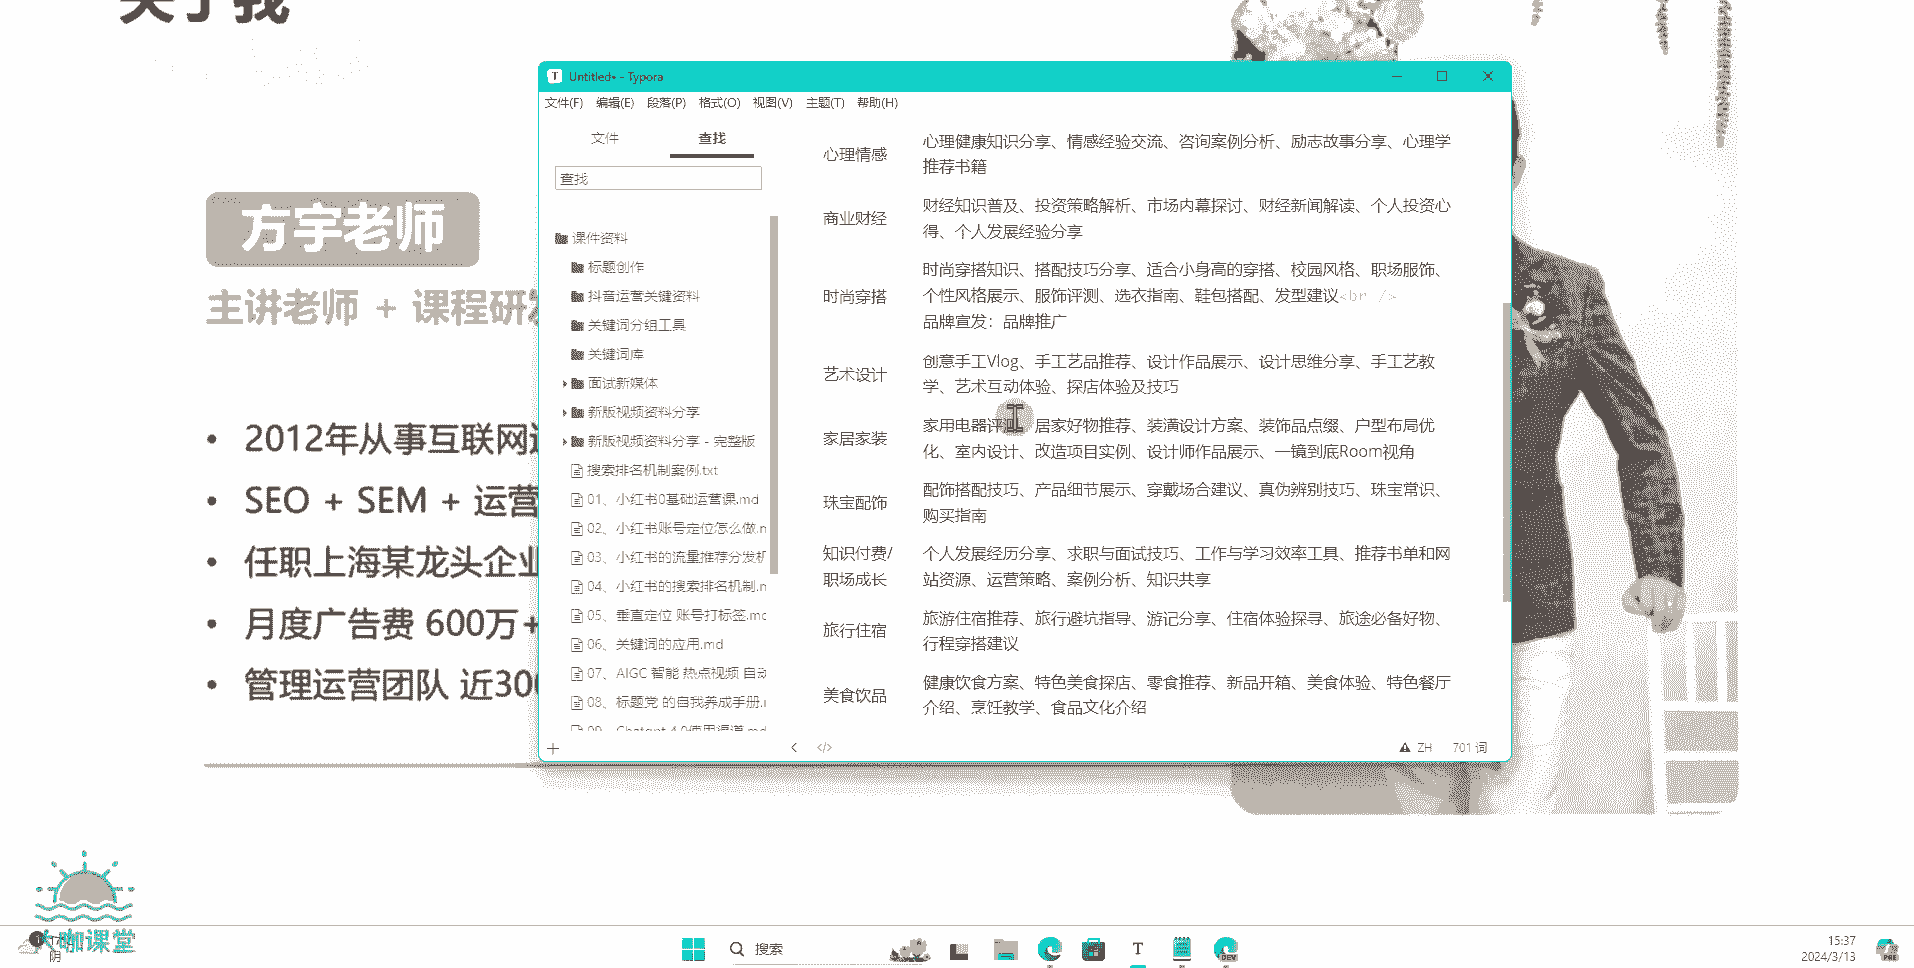 关于我
方宇老师
主讲老师 + 课程研发
2012年从事互联网
SEO + SEM + 运营
任职上海某龙头企业
月度广告费 600万+
管理运营团队 近300
Untitled• - Typora
文件(F) 编辑(E) 段落(P) 格式(O) 视图(V) 主题(T) 帮助(H)
文件 查找
查找
课件资料
标题创作
抖音运营关键资料
关键词分组工具
关键词库
面试新媒体
新版视频资料分享
新版视频资料分享 - 完整版
搜索排名机制案例.txt
01、小红书0基础运营课.md
02、小红书账号定位怎么做.m
03、小红书的流量推荐分发机
04、小红书的搜索排名机制.m
05、垂直定位 账号打标签.md
06、关键词的应用.md
07、AIGC 智能 热点视频 自动
08、标题党 的自我养成手册.m
09、Chatgpt 4.0使用渠道.md
心理情感
心理健康知识分享、情感经验交流、咨询案例分析、励志故事分享、心理学
推荐书籍
商业财经
财经知识普及、投资策略解析、市场内幕探讨、财经新闻解读、个人投资心
得、个人发展经验分享
时尚穿搭
时尚穿搭知识、搭配技巧分享、适合小身高的穿搭、校园风格、职场服饰、
个性风格展示、服饰评测、选衣指南、鞋包搭配、发型建议<br />
品牌宣发：品牌推广
艺术设计
创意手工Vlog、手工艺品推荐、设计作品展示、设计思维分享、手工艺教
学、艺术互动体验、探店体验及技巧
家居家装
家用电器评测、居家好物推荐、装潢设计方案、装饰品点缀、户型布局优
化、室内设计、改造项目实例、设计师作品展示、一镜到底Room视角
珠宝配饰
配饰搭配技巧、产品细节展示、穿戴场合建议、真伪辨别技巧、珠宝常识、
购买指南
知识付费/
职场成长
个人发展经历分享、求职与面试技巧、工作与学习效率工具、推荐书单和网
站资源、运营策略、案例分析、知识共享
旅行住宿
旅游住宿推荐、旅行避坑指导、游记分享、住宿体验探寻、旅途必备好物、
行程穿搭建议
美食饮品
健康饮食方案、特色美食探店、零食推荐、新品开箱、美食体验、特色餐厅
介绍、烹饪教学、食品文化介绍
ZH 701 词
大咖课堂
阴
搜索
T
DEV
15:37
2024/3/13
PRE